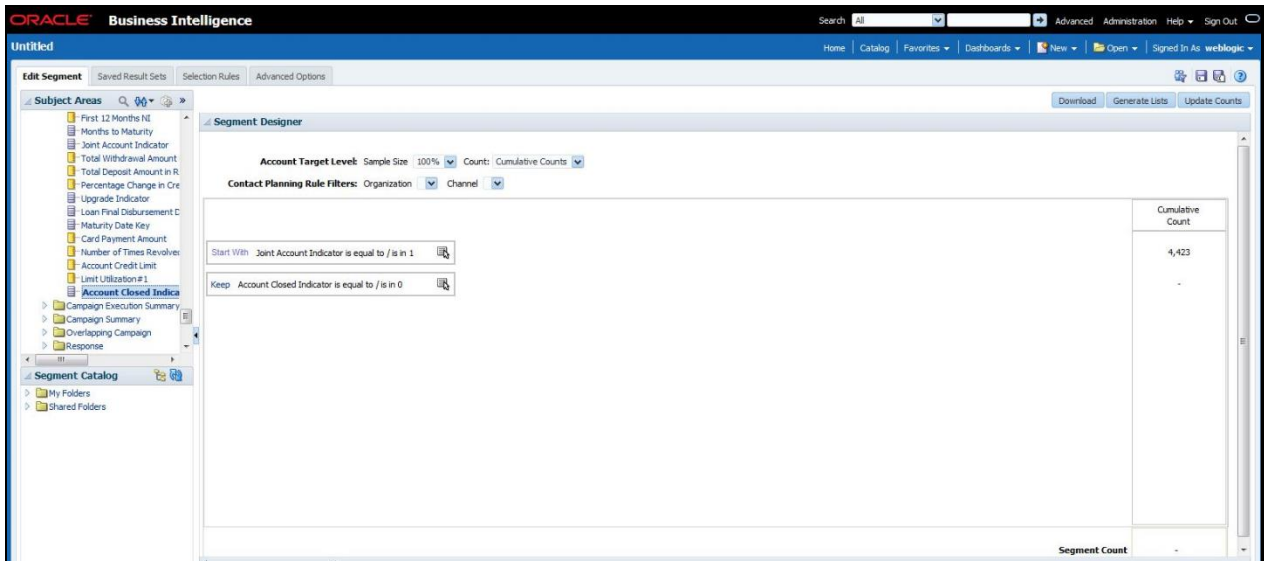 ORACLE Business Intelligence
Search All Advanced Administration Help Sign Out
Untitled
Home Catalog Favorites Dashboards New Open Signed In As weblogic
Edit Segment Saved Result Sets Selection Rules Advanced Options
Subject Areas
Download Generate Lists Update Counts
First 12 Months NI
Months to Maturity
Joint Account Indicator
Total Withdrawal Amount
Total Deposit Amount in R
Percentage Change in Cre
Upgrade Indicator
Loan Final Disbursement D
Maturity Date Key
Card Payment Amount
Number of Times Revolved
Account Credit Limit
Limit Utilization#1
Account Closed Indica
Campaign Execution Summary
Campaign Summary
Overlapping Campaign
Response
Segment Catalog
My Folders
Shared Folders
Segment Designer
Account Target Level: Sample Size 100% Count: Cumulative Counts
Contact Planning Rule Filters: Organization Channel
Cumulative
Count
Start With Joint Account Indicator is equal to / is in 1
4,423
Keep Account Closed Indicator is equal to / is in 0
-
Segment Count -